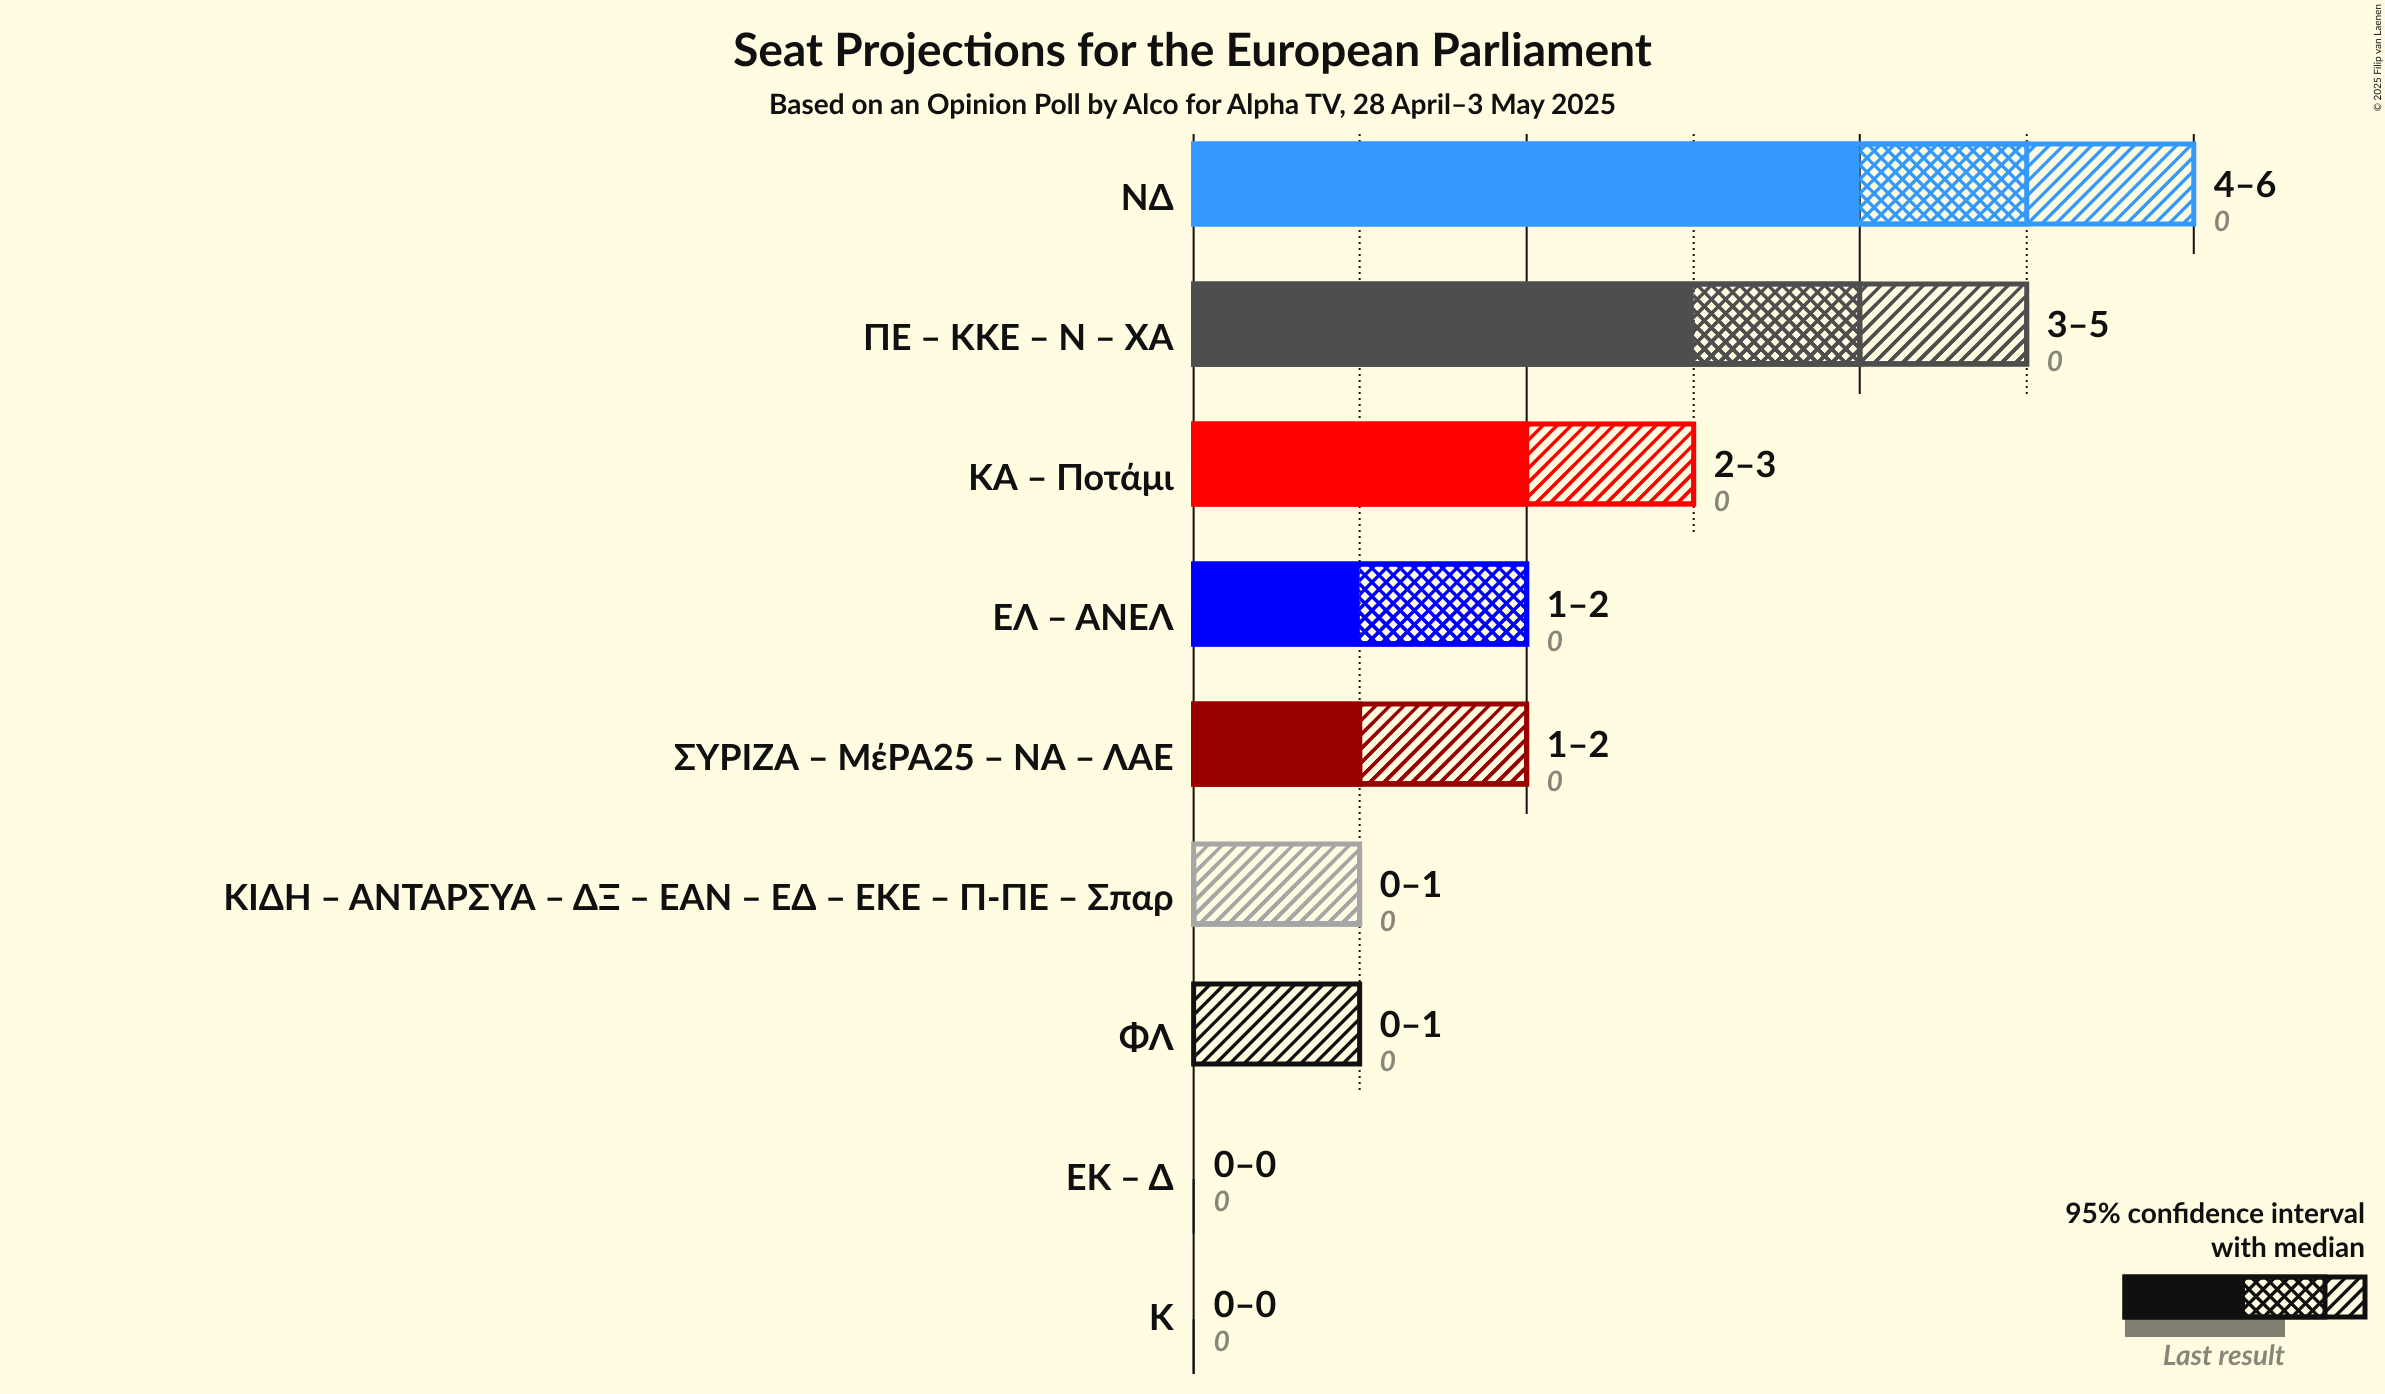 Seat Projections for the European Parliament
Based on an Opinion Poll by Alco for Alpha TV, 28 April–3 May 2025
© 2025 Filip van Laenen
ΝΔ
4–6
0
ΠΕ – ΚΚΕ – Ν – ΧΑ
3–5
0
ΚΑ – Ποτάμι
2–3
0
ΕΛ – ΑΝΕΛ
1–2
0
ΣΥΡΙΖΑ – ΜέΡΑ25 – ΝΑ – ΛΑΕ
1–2
0
ΚΙΔΗ – ΑΝΤΑΡΣΥΑ – ΔΞ – ΕΑΝ – ΕΔ – ΕΚΕ – Π-ΠΕ – Σπαρ
0–1
0
ΦΛ
0–1
0
ΕΚ – Δ
0–0
0
Κ
0–0
0
95% confidence interval
with median
Last result